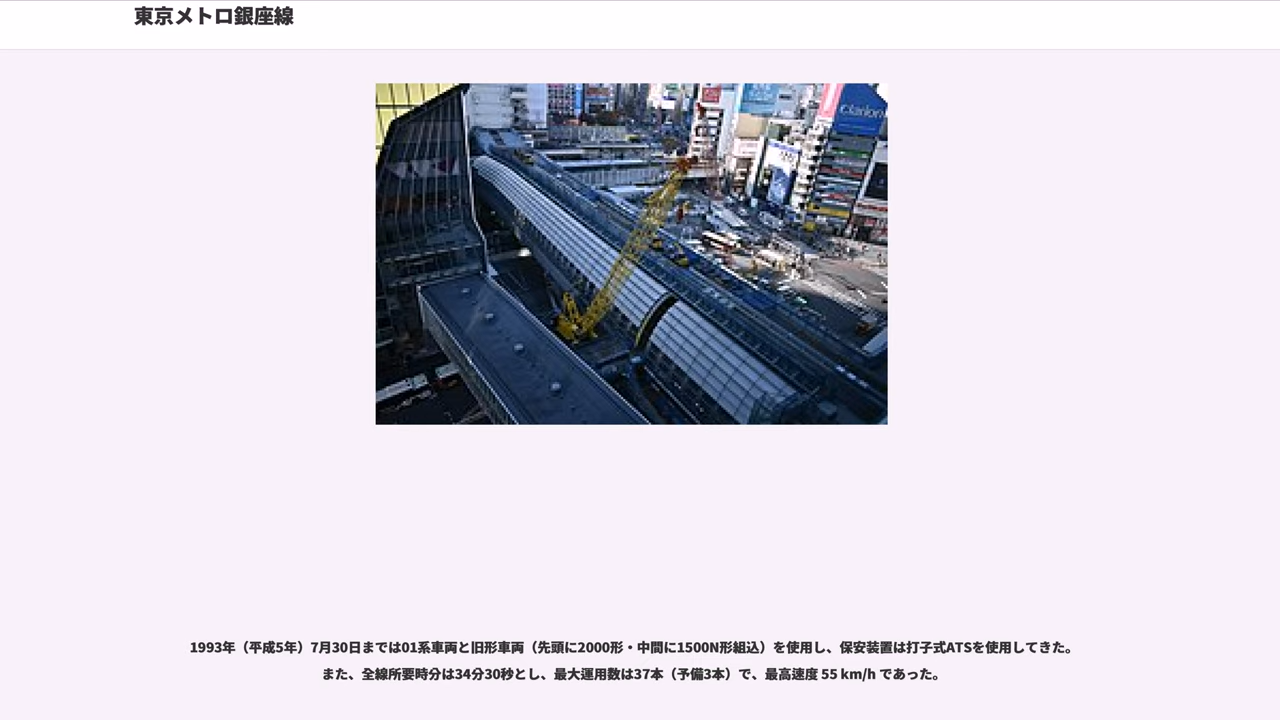 東京メトロ銀座線
Clarion
1993年（平成5年）7月30日までは01系車両と旧形車両（先頭に2000形・中間に1500N形組込）を使用し、保安装置は打子式ATSを使用してきた。
また、全線所要時分は34分30秒とし、最大運用数は37本（予備3本）で、最高速度 55 km/h であった。